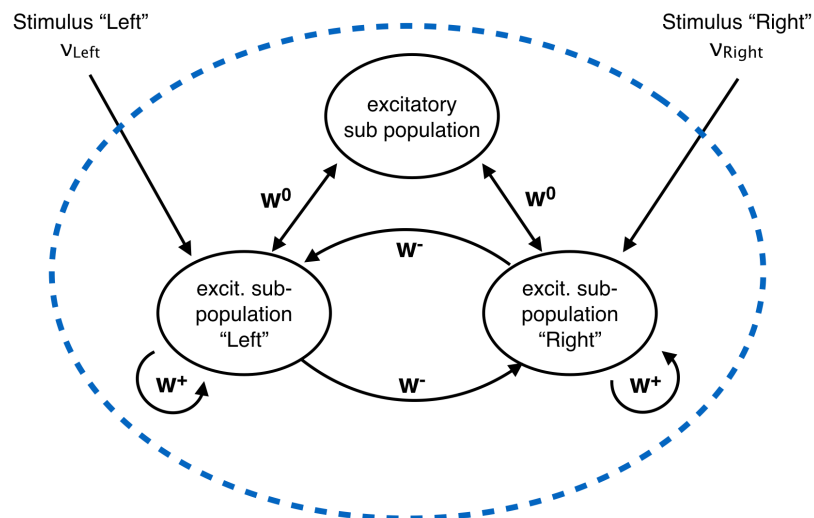 Stimulus “Left”
νLeft
Stimulus “Right”
νRight
excitatory
sub population
w⁰
w⁰
w-
excit. sub-
population
“Left”
excit. sub-
population
“Right”
w+
w-
w+